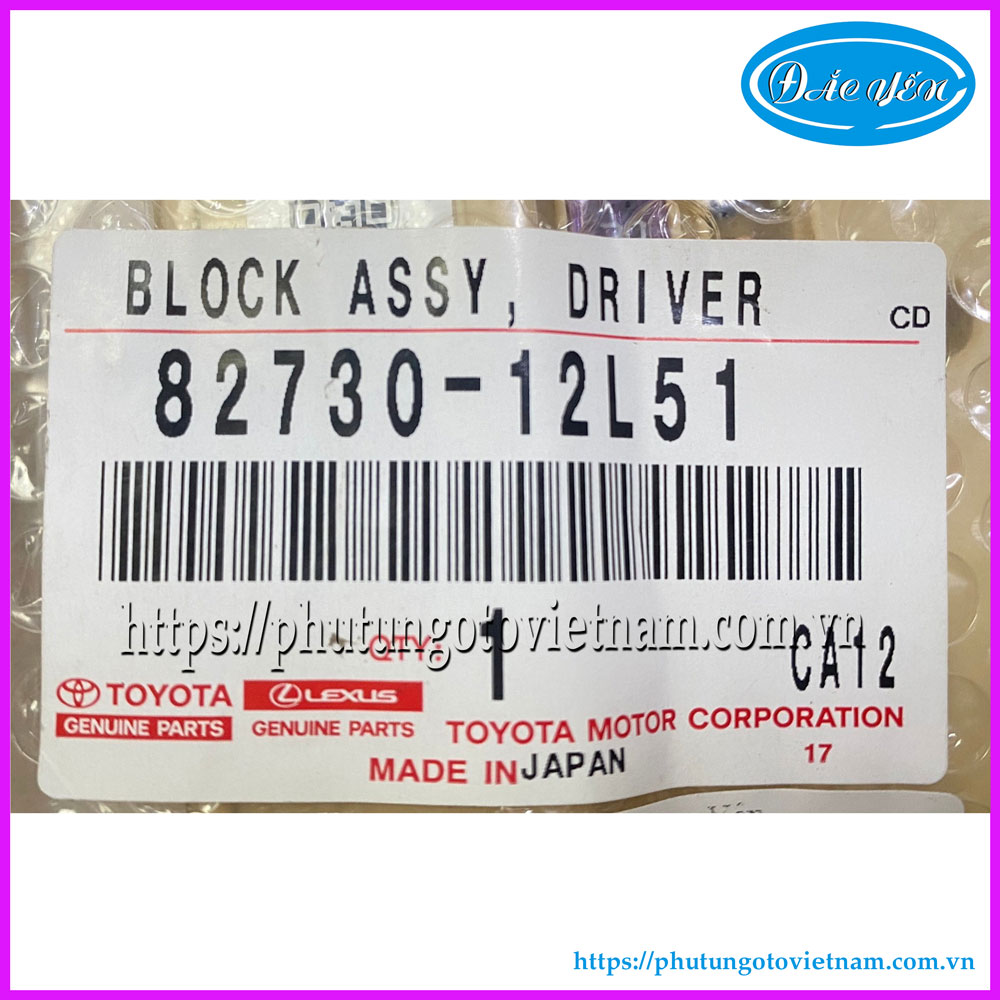 ĐẮC YẾN
BLOCK ASSY, DRIVER
CD
82730-12L51
https://phutungotovietnam.com.vn
QTY: 1
CA12
TOYOTA
GENUINE PARTS
LEXUS
GENUINE PARTS
TOYOTA MOTOR CORPORATION
MADE IN JAPAN
17
https://phutungotovietnam.com.vn